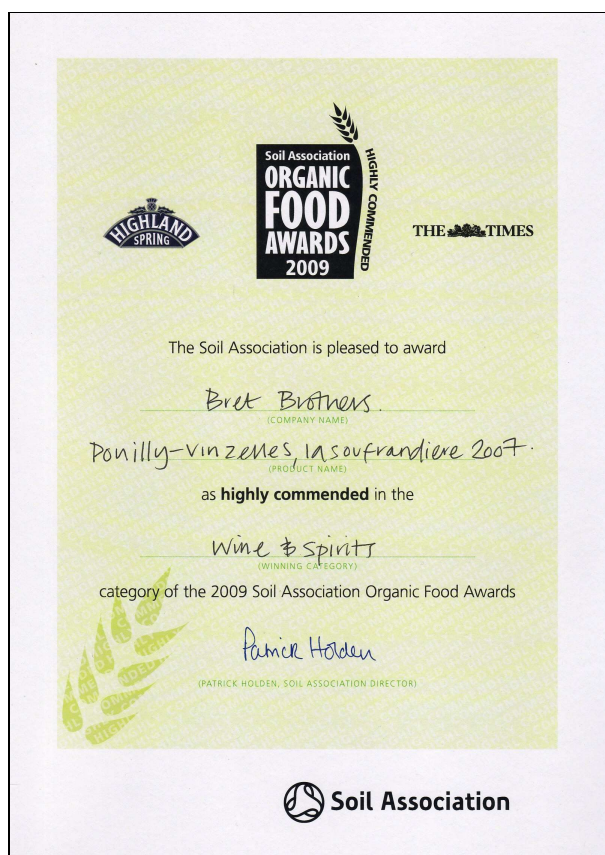 HIGHLAND
SPRING
Soil Association
ORGANIC
FOOD
AWARDS
2009
HIGHLY COMMENDED
THE TIMES
The Soil Association is pleased to award
Bret Brothers.
(COMPANY NAME)
Pouilly-Vinzelles, la soufrandiere 2007.
(PRODUCT NAME)
as highly commended in the
Wine & Spirits
(WINNING CATEGORY)
category of the 2009 Soil Association Organic Food Awards
Patrick Holden
(PATRICK HOLDEN, SOIL ASSOCIATION DIRECTOR)
Soil Association